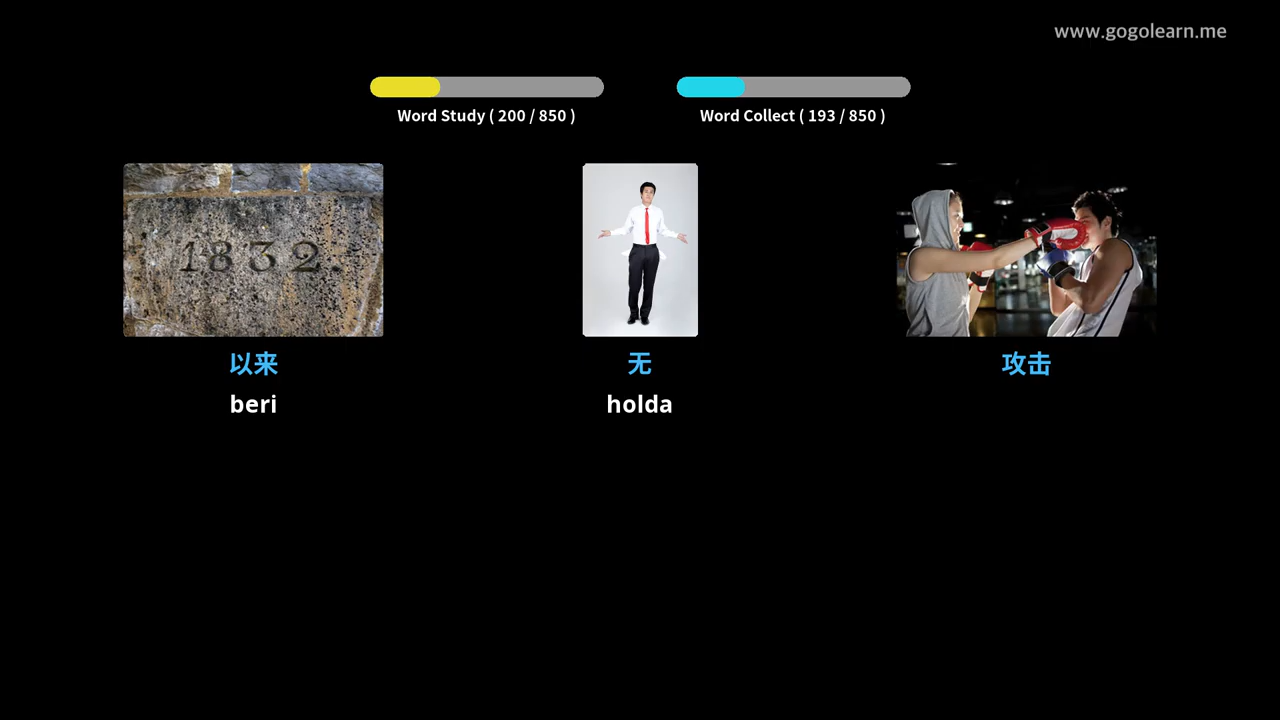 www.gogolearn.me
Word Study ( 200 / 850 )
Word Collect ( 193 / 850 )
1832
以来
无
攻击
beri
holda